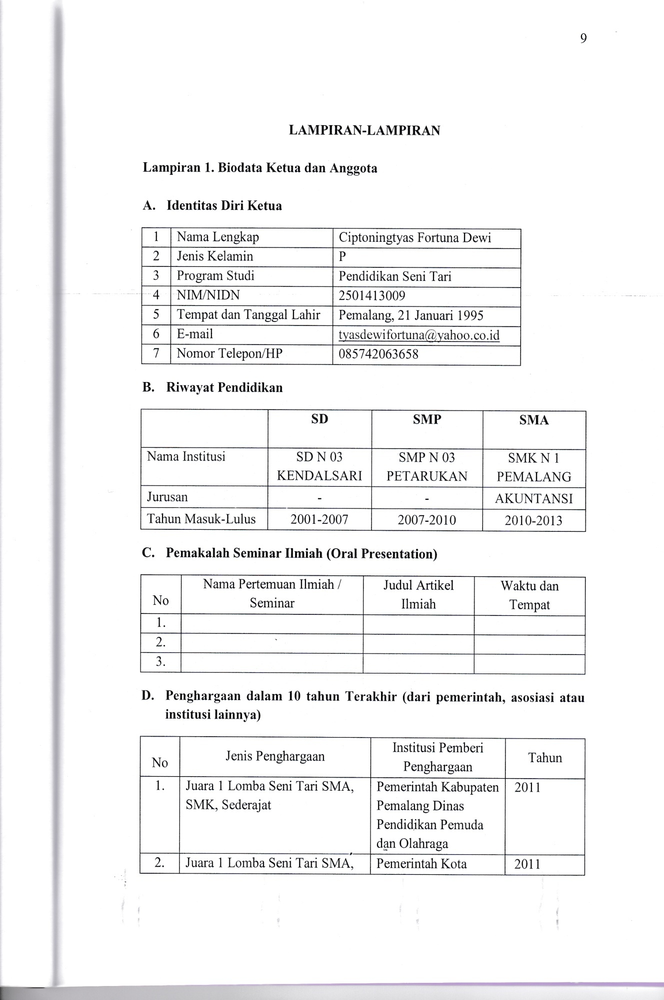 9
LAMPIRAN-LAMPIRAN
Lampiran 1. Biodata Ketua dan Anggota
A. Identitas Diri Ketua
1 Nama Lengkap Ciptoningtyas Fortuna Dewi
2 Jenis Kelamin P
3 Program Studi Pendidikan Seni Tari
4 NIM/NIDN 2501413009
5 Tempat dan Tanggal Lahir Pemalang, 21 Januari 1995
6 E-mail tyasdewifortuna@yahoo.co.id
7 Nomor Telepon/HP 085742063658
B. Riwayat Pendidikan
SD SMP SMA
Nama Institusi SD N 03 SMP N 03 SMK N 1
KENDALSARI PETARUKAN PEMALANG
Jurusan - - AKUNTANSI
Tahun Masuk-Lulus 2001-2007 2007-2010 2010-2013
C. Pemakalah Seminar Ilmiah (Oral Presentation)
Nama Pertemuan Ilmiah / Judul Artikel Waktu dan
No Seminar Ilmiah Tempat
1.
2.
3.
D. Penghargaan dalam 10 tahun Terakhir (dari pemerintah, asosiasi atau
institusi lainnya)
Jenis Penghargaan Institusi Pemberi Tahun
No Penghargaan
1. Juara 1 Lomba Seni Tari SMA, Pemerintah Kabupaten 2011
SMK, Sederajat Pemalang Dinas
Pendidikan Pemuda
dan Olahraga
2. Juara 1 Lomba Seni Tari SMA, Pemerintah Kota 2011